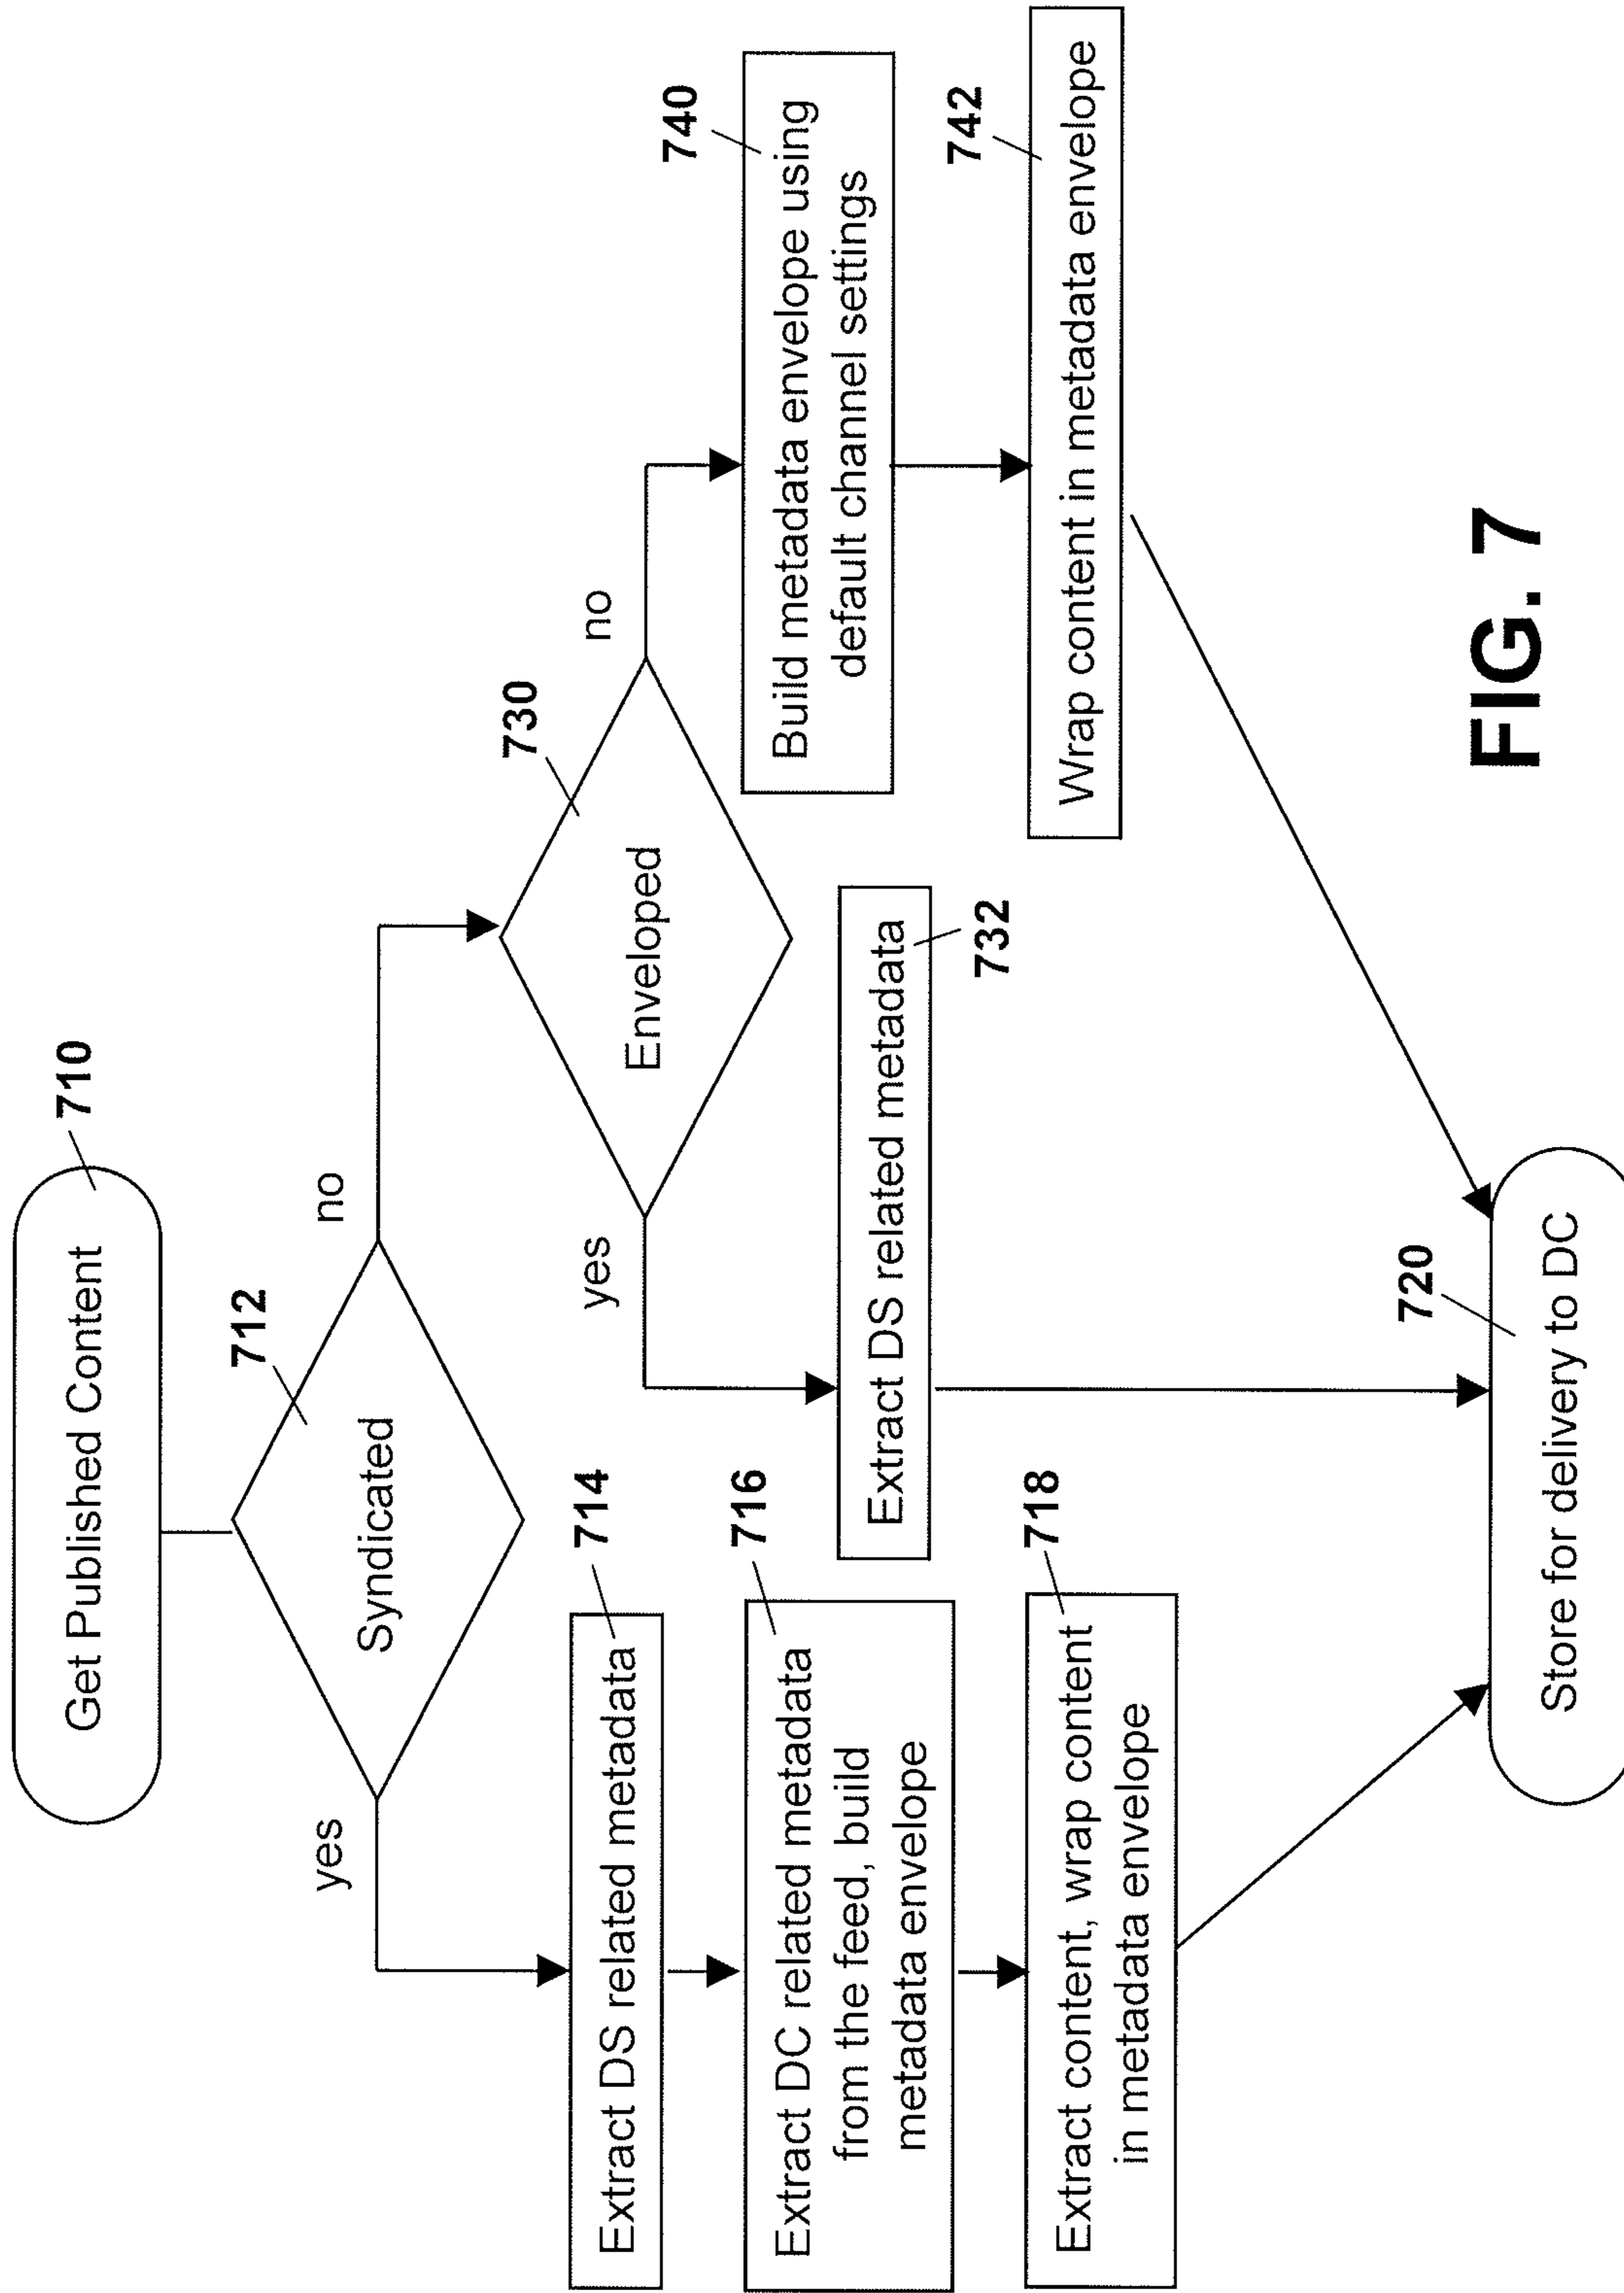 710
Get Published Content
712
Syndicated
yes
no
714
Extract DS related metadata
716
Extract DC related metadata
from the feed, build
metadata envelope
718
Extract content, wrap content
in metadata envelope
730
Enveloped
yes
no
Extract DS related metadata
732
740
Build metadata envelope using
default channel settings
742
Wrap content in metadata envelope
720
Store for delivery to DC
FIG. 7